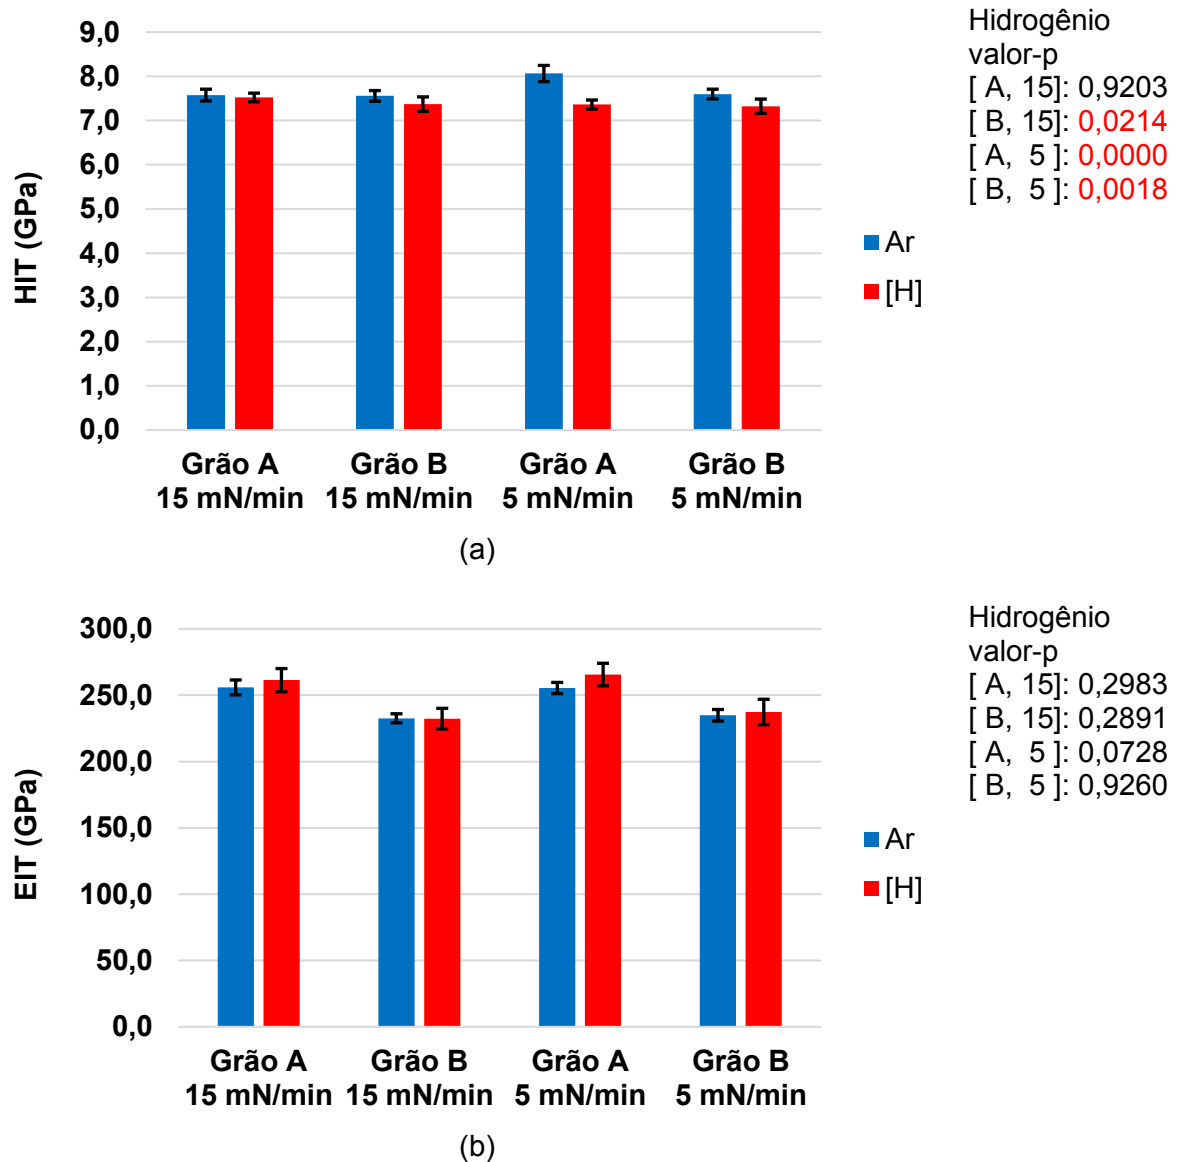 9,0
8,0
7,0
6,0
5,0
4,0
3,0
2,0
1,0
0,0
HIT (GPa)
Grão A
15 mN/min
Grão B
15 mN/min
Grão A
5 mN/min
Grão B
5 mN/min
Hidrogênio
valor-p
[ A, 15]: 0,9203
[ B, 15]: 0,0214
[ A, 5 ]: 0,0000
[ B, 5 ]: 0,0018
Ar
[H]
(a)
300,0
250,0
200,0
150,0
100,0
50,0
0,0
EIT (GPa)
Grão A
15 mN/min
Grão B
15 mN/min
Grão A
5 mN/min
Grão B
5 mN/min
Hidrogênio
valor-p
[ A, 15]: 0,2983
[ B, 15]: 0,2891
[ A, 5 ]: 0,0728
[ B, 5 ]: 0,9260
Ar
[H]
(b)